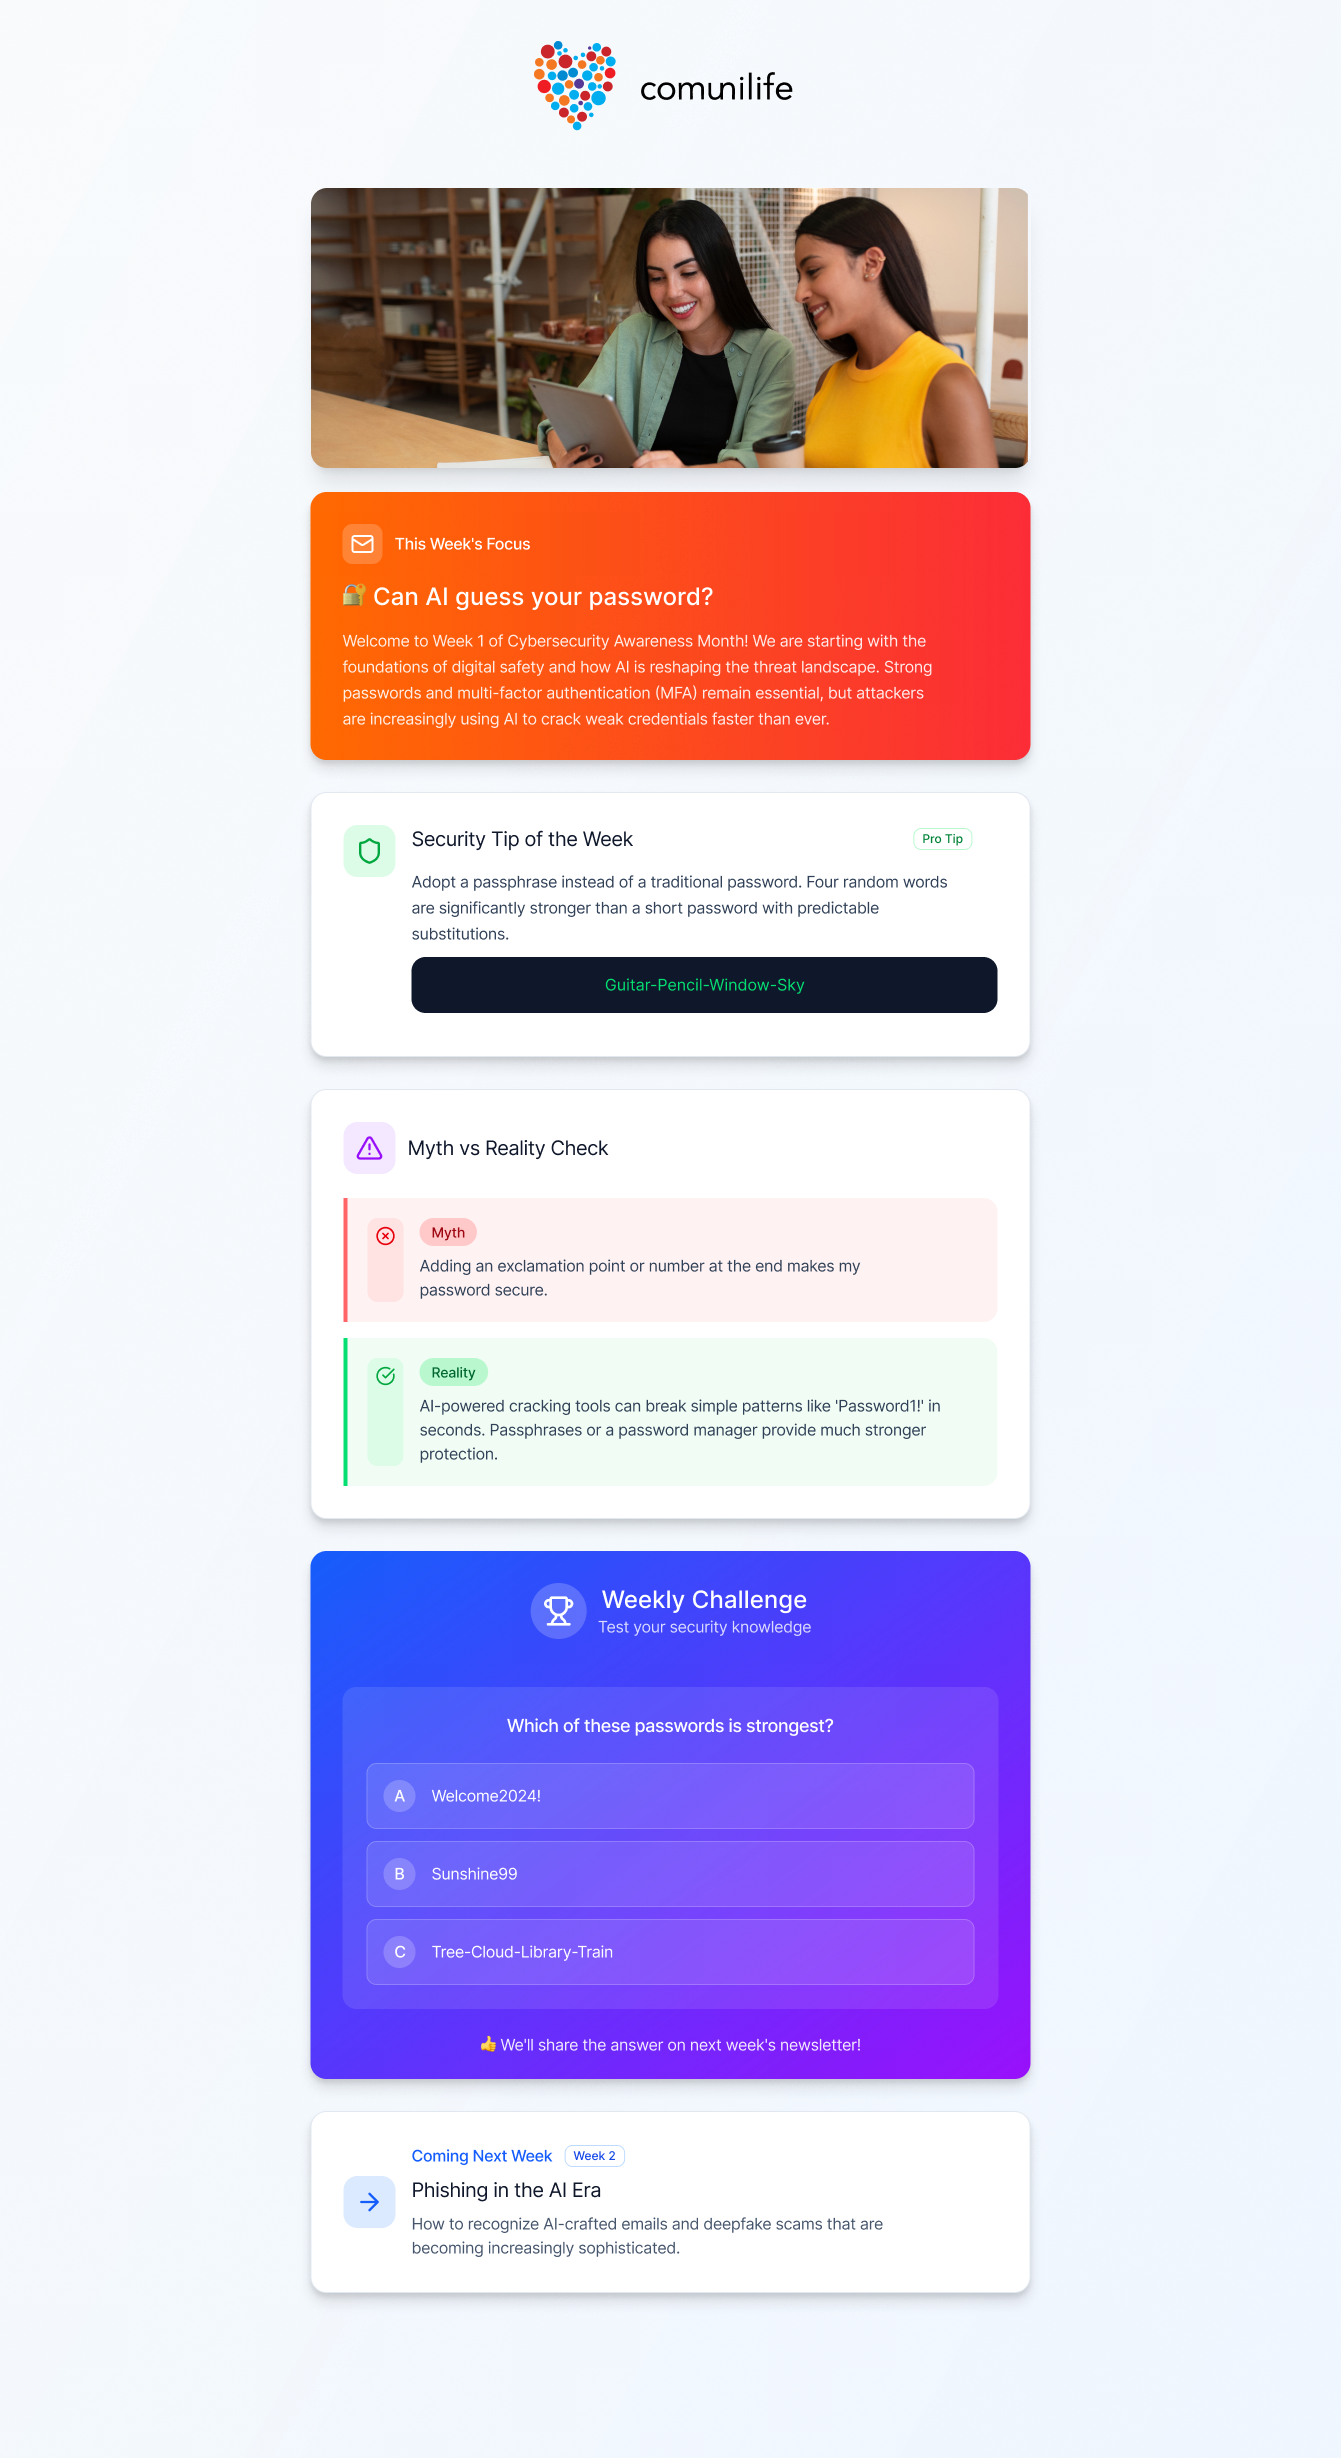 comunilife
This Week's Focus
🔐 Can AI guess your password?
Welcome to Week 1 of Cybersecurity Awareness Month! We are starting with the
foundations of digital safety and how AI is reshaping the threat landscape. Strong
passwords and multi-factor authentication (MFA) remain essential, but attackers
are increasingly using AI to crack weak credentials faster than ever.
Security Tip of the Week
Pro Tip
Adopt a passphrase instead of a traditional password. Four random words
are significantly stronger than a short password with predictable
substitutions.
Guitar-Pencil-Window-Sky
Myth vs Reality Check
Myth
Adding an exclamation point or number at the end makes my
password secure.
Reality
AI-powered cracking tools can break simple patterns like 'Password1!' in
seconds. Passphrases or a password manager provide much stronger
protection.
Weekly Challenge
Test your security knowledge
Which of these passwords is strongest?
A Welcome2024!
B Sunshine99
C Tree-Cloud-Library-Train
👍 We'll share the answer on next week's newsletter!
Coming Next Week Week 2
Phishing in the AI Era
How to recognize AI-crafted emails and deepfake scams that are
becoming increasingly sophisticated.